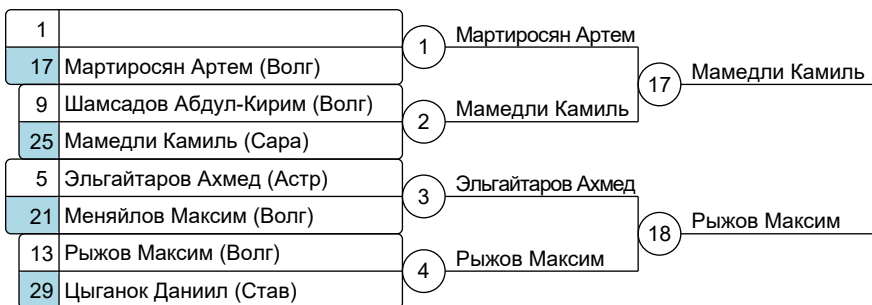 1
17 Мартиросян Артем (Волг)
9 Шамсадов Абдул-Кирим (Волг)
25 Мамедли Камиль (Сара)
5 Эльгайтаров Ахмед (Астр)
21 Меняйлов Максим (Волг)
13 Рыжов Максим (Волг)
29 Цыганок Даниил (Став)
1 Мартиросян Артем
2 Мамедли Камиль
3 Эльгайтаров Ахмед
4 Рыжов Максим
17 Мамедли Камиль
18 Рыжов Максим